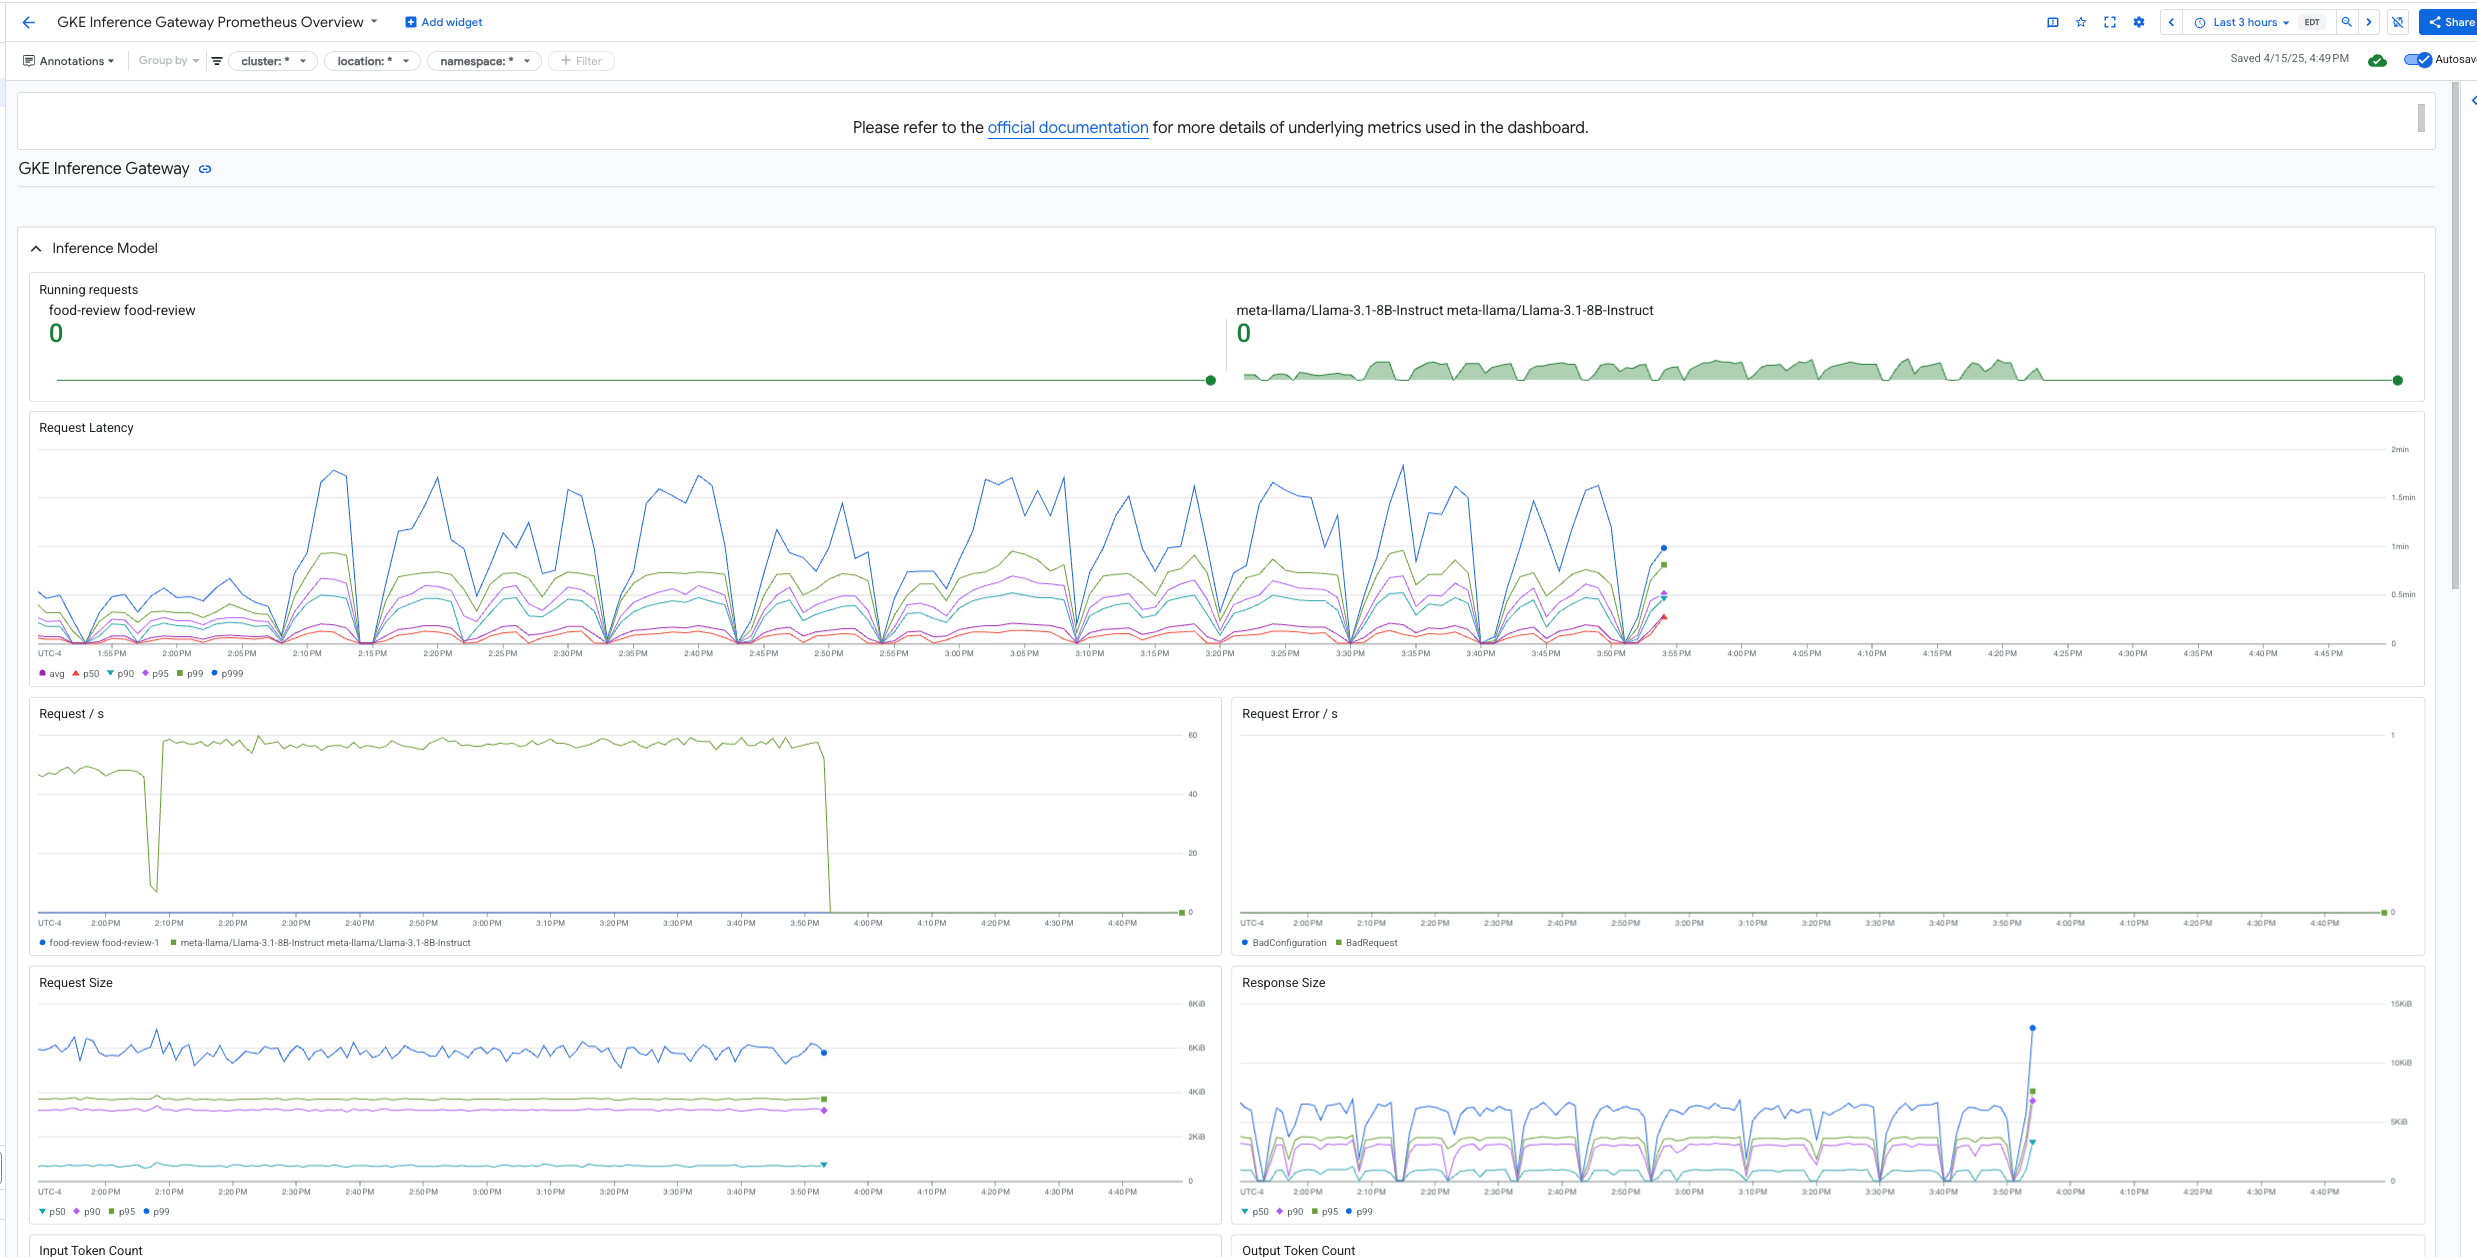 GKE Inference Gateway Prometheus Overview
Add widget
Last 3 hours
EDT
Share
Annotations
Group by
cluster: *
location: *
namespace: *
Filter
Saved 4/15/25, 4:49 PM
Please refer to the official documentation for more details of underlying metrics used in the dashboard.
GKE Inference Gateway
Inference Model
Running requests
food-review food-review
0
meta-llama/Llama-3.1-8B-Instruct meta-llama/Llama-3.1-8B-Instruct
0
Request Latency
2min
1.5min
1min
0.5min
0
UTC-4 1:55 PM 2:00 PM 2:05 PM 2:10 PM 2:15 PM 2:20 PM 2:25 PM 2:30 PM 2:35 PM 2:40 PM 2:45 PM 2:50 PM 2:55 PM 3:00 PM 3:05 PM 3:10 PM 3:15 PM 3:20 PM 3:25 PM 3:30 PM 3:35 PM 3:40 PM 3:45 PM 3:50 PM 3:55 PM 4:00 PM 4:05 PM 4:10 PM 4:15 PM 4:20 PM 4:25 PM 4:30 PM 4:35 PM 4:40 PM 4:45 PM
avg p50 p90 p95 p99 p999
Request / s
60
40
20
0
UTC-4 2:00 PM 2:10 PM 2:20 PM 2:30 PM 2:40 PM 2:50 PM 3:00 PM 3:10 PM 3:20 PM 3:30 PM 3:40 PM 3:50 PM 4:00 PM 4:10 PM 4:20 PM 4:30 PM 4:40 PM
food-review food-review-1 meta-llama/Llama-3.1-8B-Instruct meta-llama/Llama-3.1-8B-Instruct
Request Error / s
1
0
UTC-4 2:00 PM 2:10 PM 2:20 PM 2:30 PM 2:40 PM 2:50 PM 3:00 PM 3:10 PM 3:20 PM 3:30 PM 3:40 PM 3:50 PM 4:00 PM 4:10 PM 4:20 PM 4:30 PM 4:40 PM
BadConfiguration BadRequest
Request Size
8KiB
6KiB
4KiB
2KiB
0
UTC-4 2:00 PM 2:10 PM 2:20 PM 2:30 PM 2:40 PM 2:50 PM 3:00 PM 3:10 PM 3:20 PM 3:30 PM 3:40 PM 3:50 PM 4:00 PM 4:10 PM 4:20 PM 4:30 PM 4:40 PM
p50 p90 p95 p99
Response Size
15KiB
10KiB
5KiB
0
UTC-4 2:00 PM 2:10 PM 2:20 PM 2:30 PM 2:40 PM 2:50 PM 3:00 PM 3:10 PM 3:20 PM 3:30 PM 3:40 PM 3:50 PM 4:00 PM 4:10 PM 4:20 PM 4:30 PM 4:40 PM
p50 p90 p95 p99
Input Token Count
Output Token Count